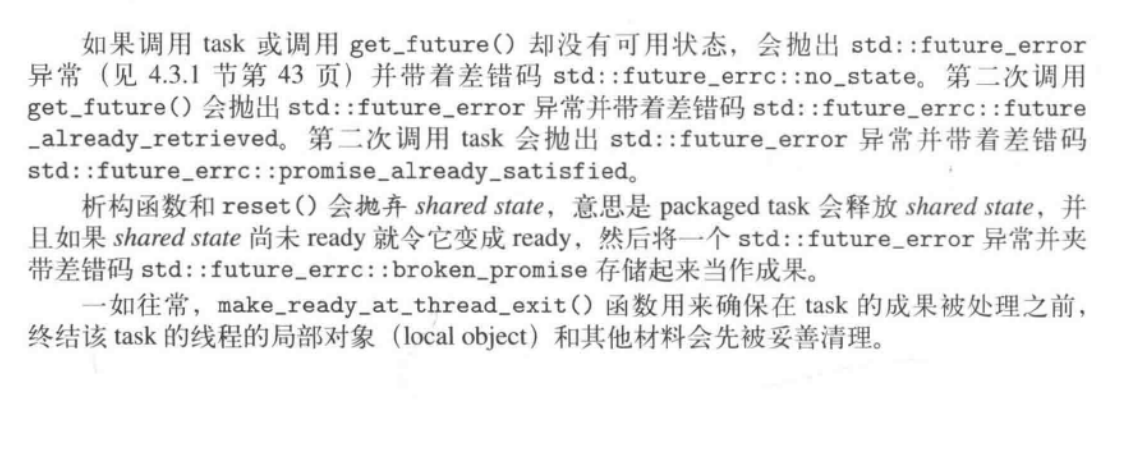 如果调用 task 或调用 get_future() 却没有可用状态，会抛出 std::future_error
异常（见 4.3.1 节第 43 页）并带着差错码 std::future_errc::no_state。第二次调用
get_future() 会抛出 std::future_error 异常并带着差错码 std::future_errc::future
_already_retrieved。第二次调用 task 会抛出 std::future_error 异常并带着差错码
std::future_errc::promise_already_satisfied。
析构函数和 reset() 会抛弃 shared state，意思是 packaged task 会释放 shared state，并
且如果 shared state 尚未 ready 就令它变成 ready，然后将一个 std::future_error 异常并夹
带差错码 std::future_errc::broken_promise 存储起来当作成果。
一如往常，make_ready_at_thread_exit() 函数用来确保在 task 的成果被处理之前，
终结该 task 的线程的局部对象（local object）和其他材料会先被妥善清理。